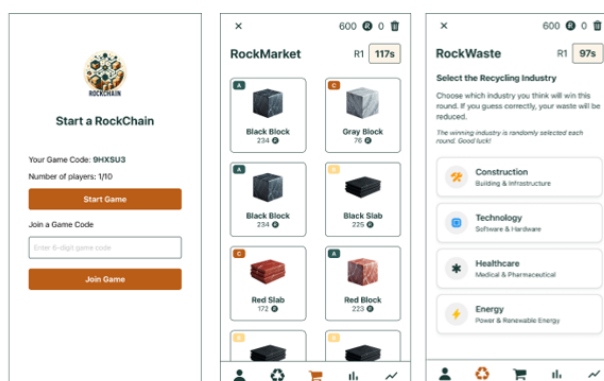 ROCKCHAIN
Start a RockChain
Your Game Code: 9HXSU3
Number of players: 1/10
Start Game
Join a Game Code
Enter 6-digit game code
Join Game
600 0
RockMarket
R1 117s
A
Black Block
234
C
Gray Block
76
A
Black Block
234
B
Black Slab
225
C
Red Slab
172
A
Red Block
223
B
B
600 0
RockWaste
R1 97s
Select the Recycling Industry
Choose which industry you think will win this
round. If you guess correctly, your waste will be
reduced.
The winning industry is randomly selected each
round. Good luck!
Construction
Building & Infrastructure
Technology
Software & Hardware
Healthcare
Medical & Pharmaceutical
Energy
Power & Renewable Energy